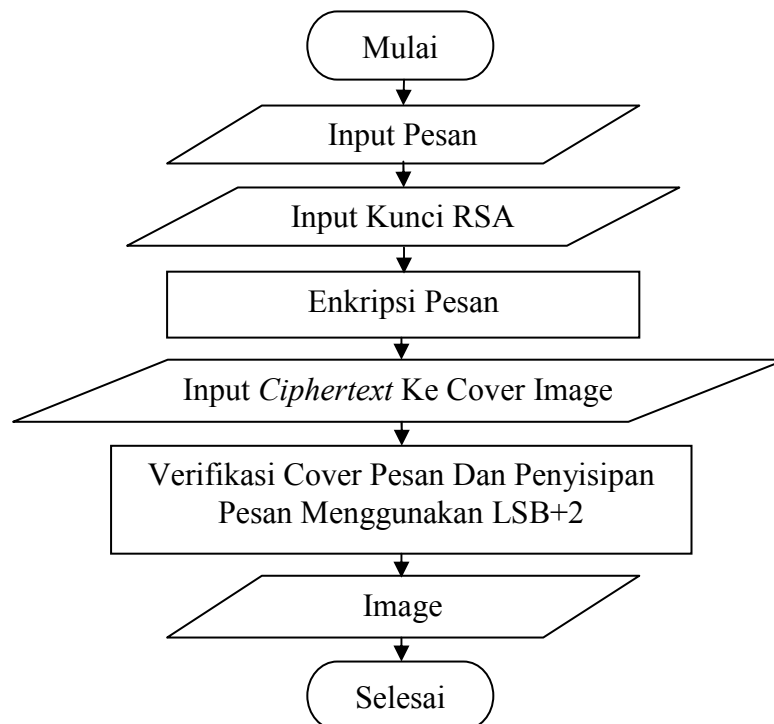 Mulai
Input Pesan
Input Kunci RSA
Enkripsi Pesan
Input Ciphertext Ke Cover Image
Verifikasi Cover Pesan Dan Penyisipan
Pesan Menggunakan LSB+2
Image
Selesai